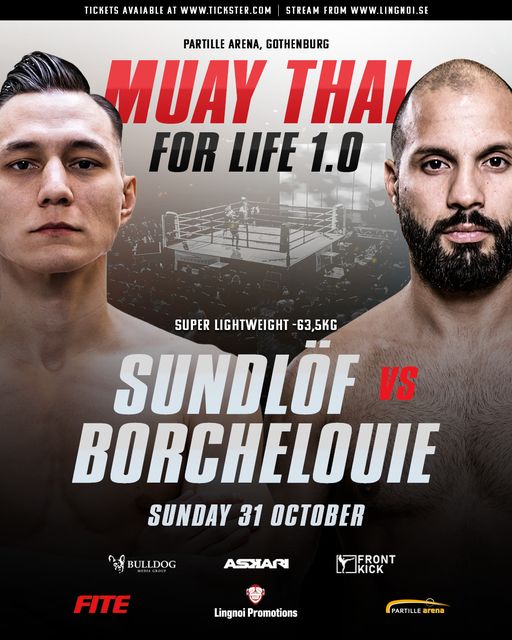 TICKETS AVAIABLE AT WWW.TICKSTER.COM | STREAM FROM WWW.LINGNOI.SE
PARTILLE ARENA, GOTHENBURG
MUAY THAI
FOR LIFE 1.0
SUPER LIGHTWEIGHT -63,5KG
SUNDLÖF VS
BORCHELOUIE
SUNDAY 31 OCTOBER
BULLDOG
MEDIA GROUP
ASKARI
FRONT
KICK
FITE
Lingnoi Promotions
PARTILLE arena